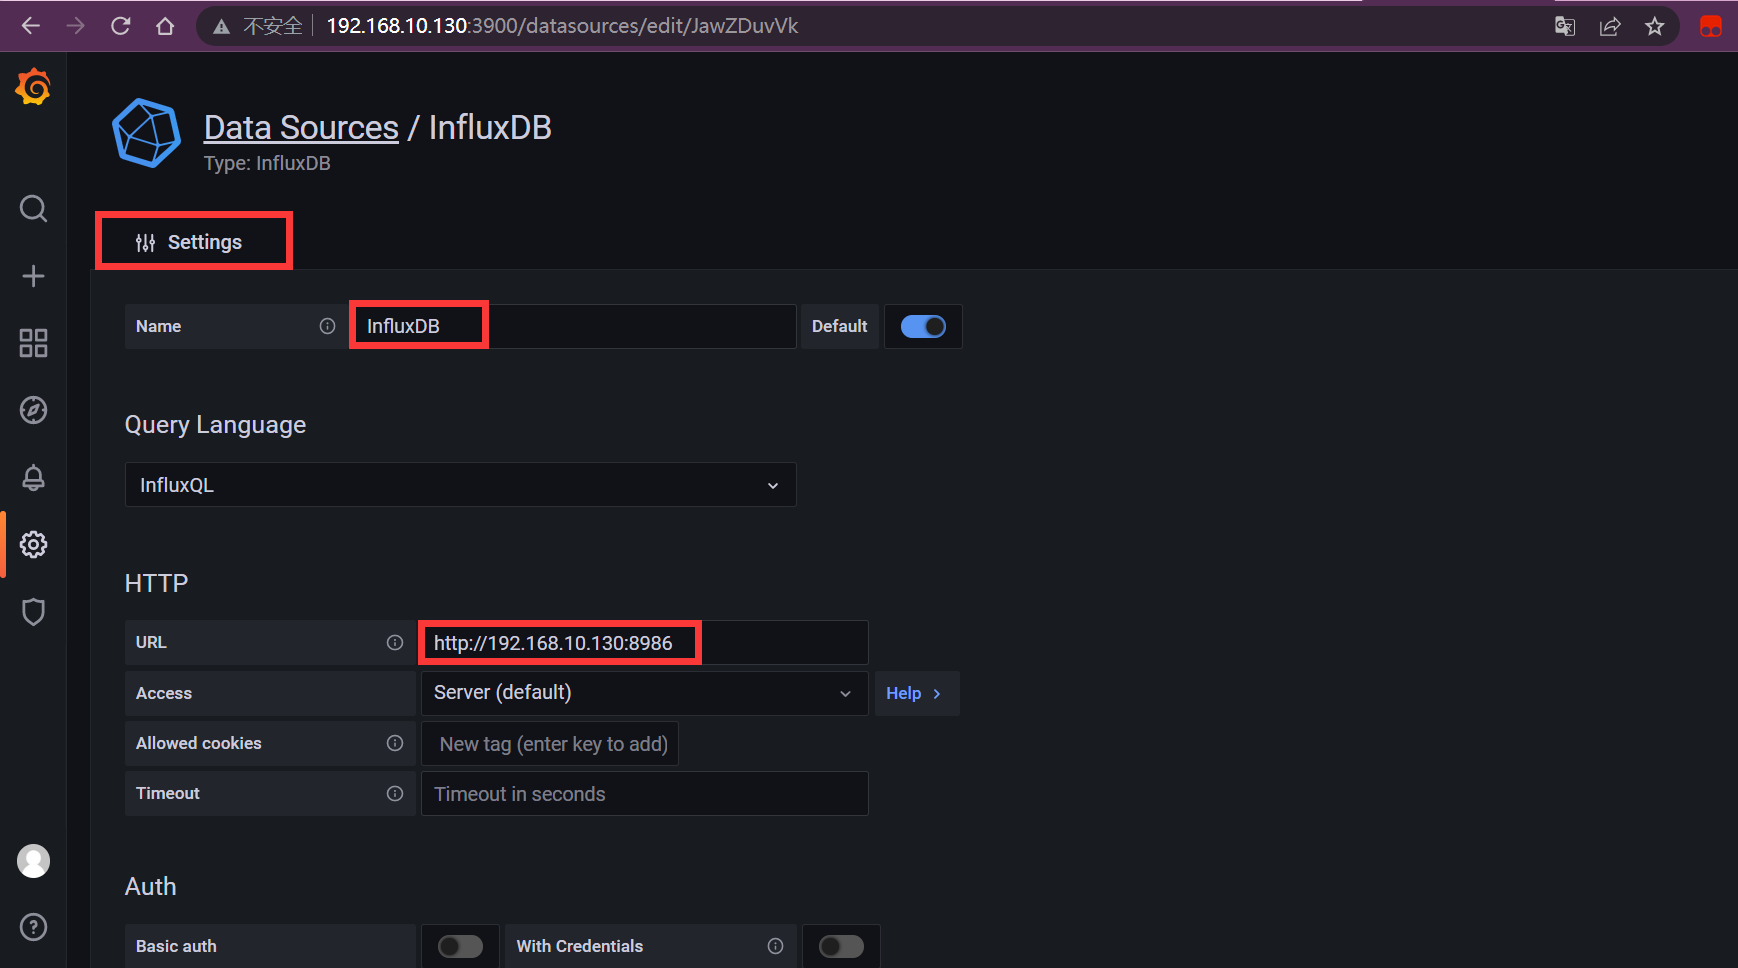 不安全 192.168.10.130:3900/datasources/edit/JawZDuvVk
Data Sources / InfluxDB
Type: InfluxDB
Settings
Name InfluxDB Default
Query Language
InfluxQL
HTTP
URL http://192.168.10.130:8986
Access Server (default) Help
Allowed cookies New tag (enter key to add)
Timeout Timeout in seconds
Auth
Basic auth With Credentials